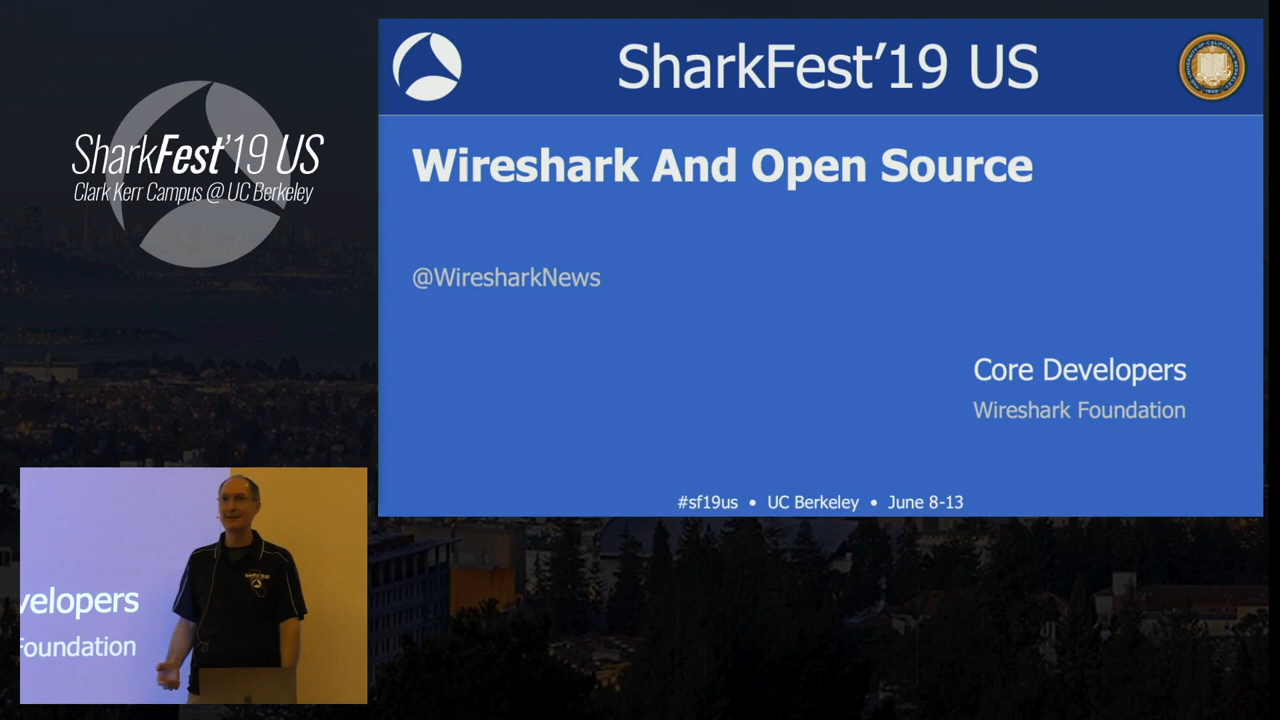 SharkFest'19 US
Clark Kerr Campus @ UC Berkeley
SharkFest'19 US
Wireshark And Open Source
@WiresharkNews
Core Developers
Wireshark Foundation
#sf19us • UC Berkeley • June 8-13
velopers
Foundation